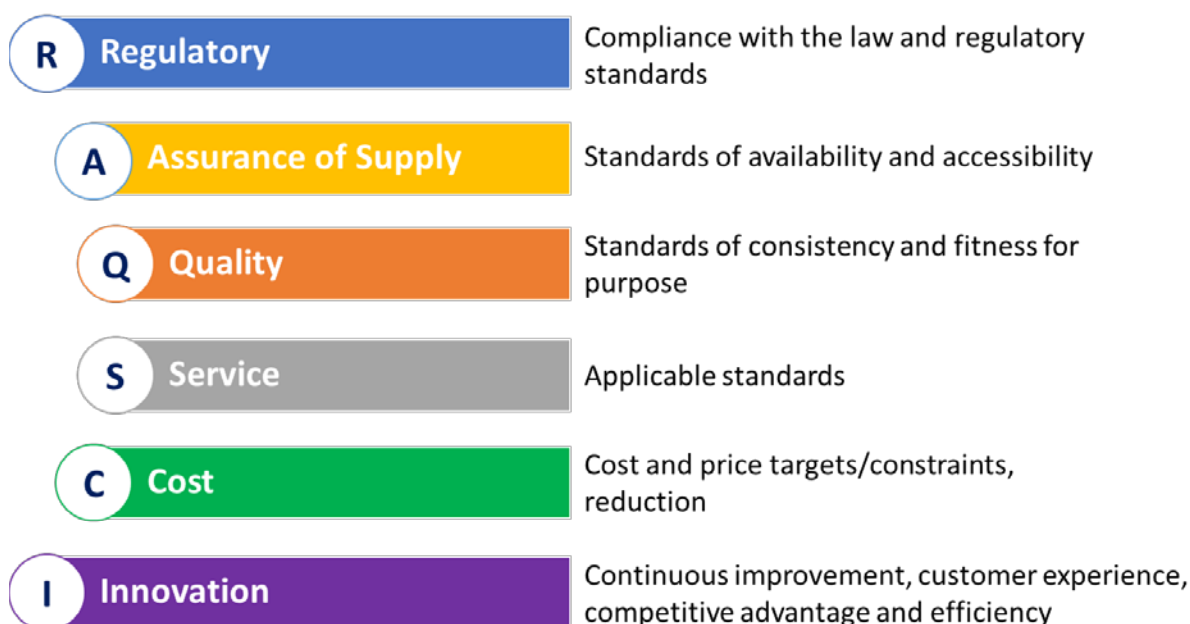 R Regulatory
Compliance with the law and regulatory
standards
A Assurance of Supply
Standards of availability and accessibility
Q Quality
Standards of consistency and fitness for
purpose
S Service
Applicable standards
C Cost
Cost and price targets/constraints,
reduction
I Innovation
Continuous improvement, customer experience,
competitive advantage and efficiency